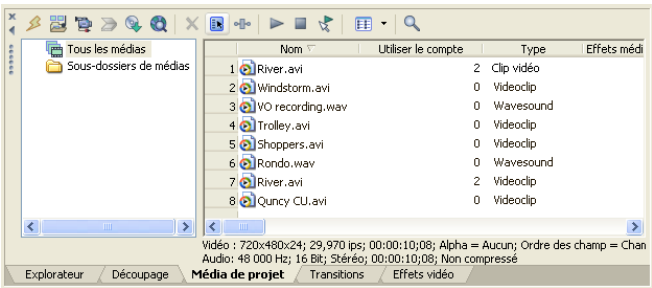 Tous les médias
Sous-dossiers de médias
Nom Utiliser le compte Type Effets médi
1 River.avi 2 Clip vidéo
2 Windstorm.avi 0 Videoclip
3 VO recording.wav 0 Wavesound
4 Trolley.avi 0 Videoclip
5 Shoppers.avi 0 Videoclip
6 Rondo.wav 0 Wavesound
7 River.avi 2 Videoclip
8 Quncy CU.avi 0 Videoclip
Vidéo : 720x480x24; 29,970 ips; 00:00:10;08; Alpha = Aucun; Ordre des champ = Chan
Audio: 48 000 Hz; 16 Bit; Stéréo; 00:00:10;08; Non compressé
Explorateur Découpage Média de projet Transitions Effets vidéo